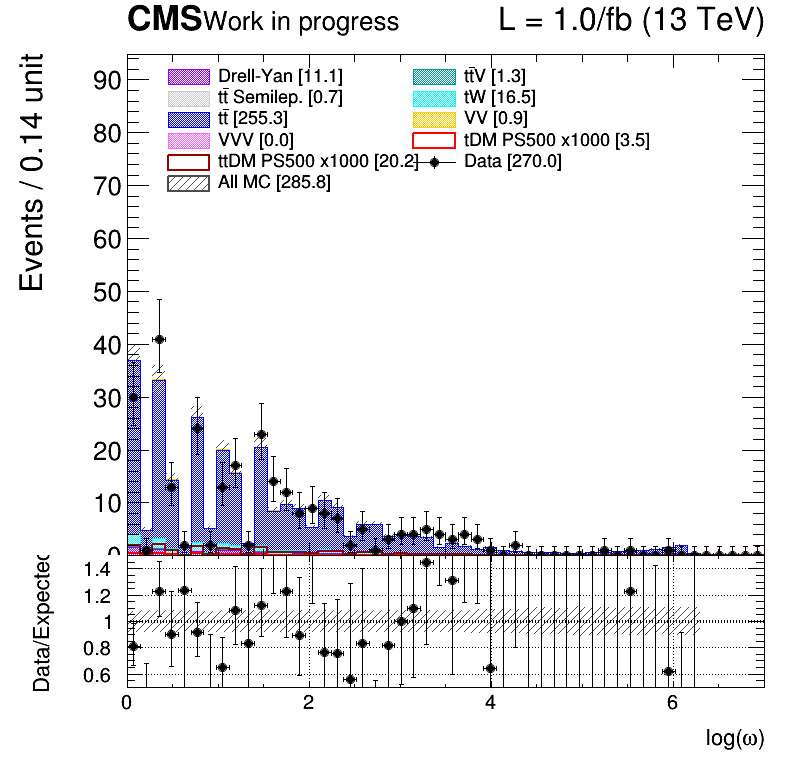 CMS Work in progress L = 1.0/fb (13 TeV)
Events / 0.14 unit
90
80
70
60
50
40
30
20
10
0
Drell-Yan [11.1] tt̄V [1.3]
tt̄ Semilep. [0.7] tW [16.5]
tt̄ [255.3] VV [0.9]
VVV [0.0] tDM PS500 x1000 [3.5]
ttDM PS500 x1000 [20.2] Data [270.0]
All MC [285.8]
Data/Expected
1.4
1.2
1
0.8
0.6
0 2 4 6
log(ω)